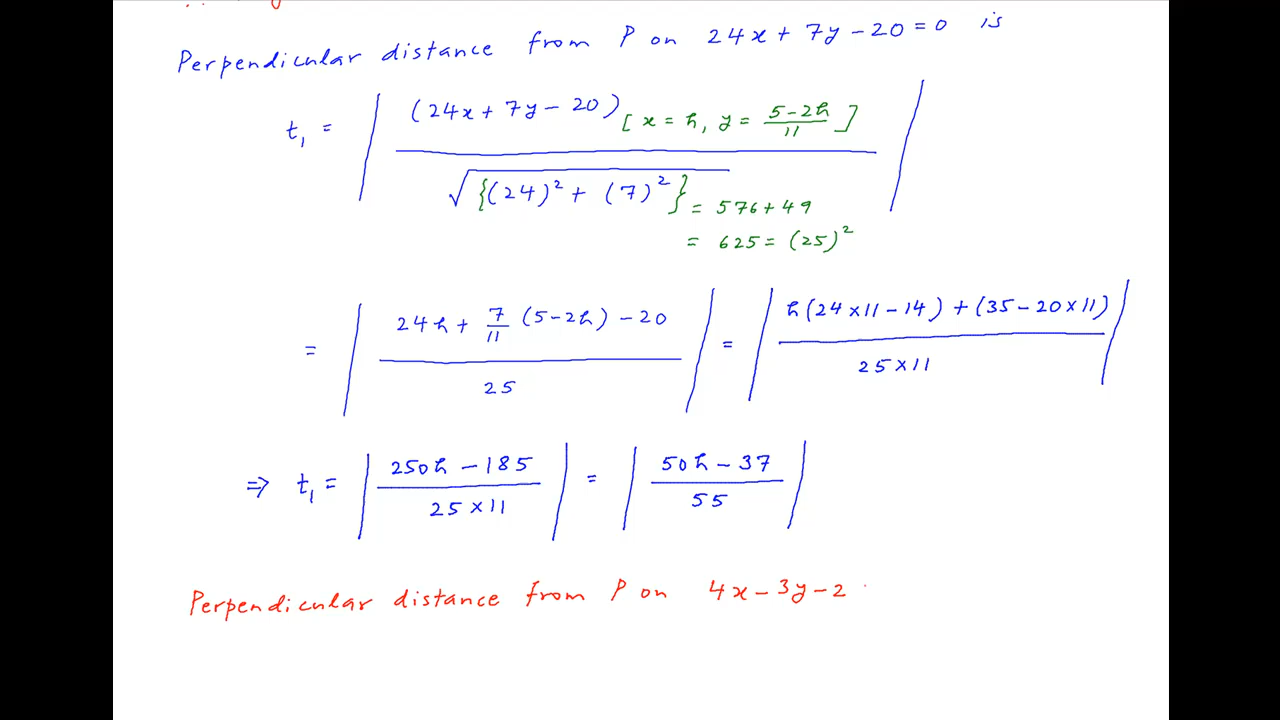 Perpendicular distance from P on 24x + 7y - 20 = 0 is
t₁ = | (24x + 7y - 20) [x = h, y = (5-2h)/11] / √{(24)² + (7)²} |
= 576 + 49
= 625 = (25)²
= | (24h + 7/11 (5-2h) - 20) / 25 | = | (h(24×11-14) + (35-20×11)) / (25×11) |
⇒ t₁ = | (250h - 185) / (25×11) | = | (50h - 37) / 55 |
Perpendicular distance from P on 4x - 3y - 2